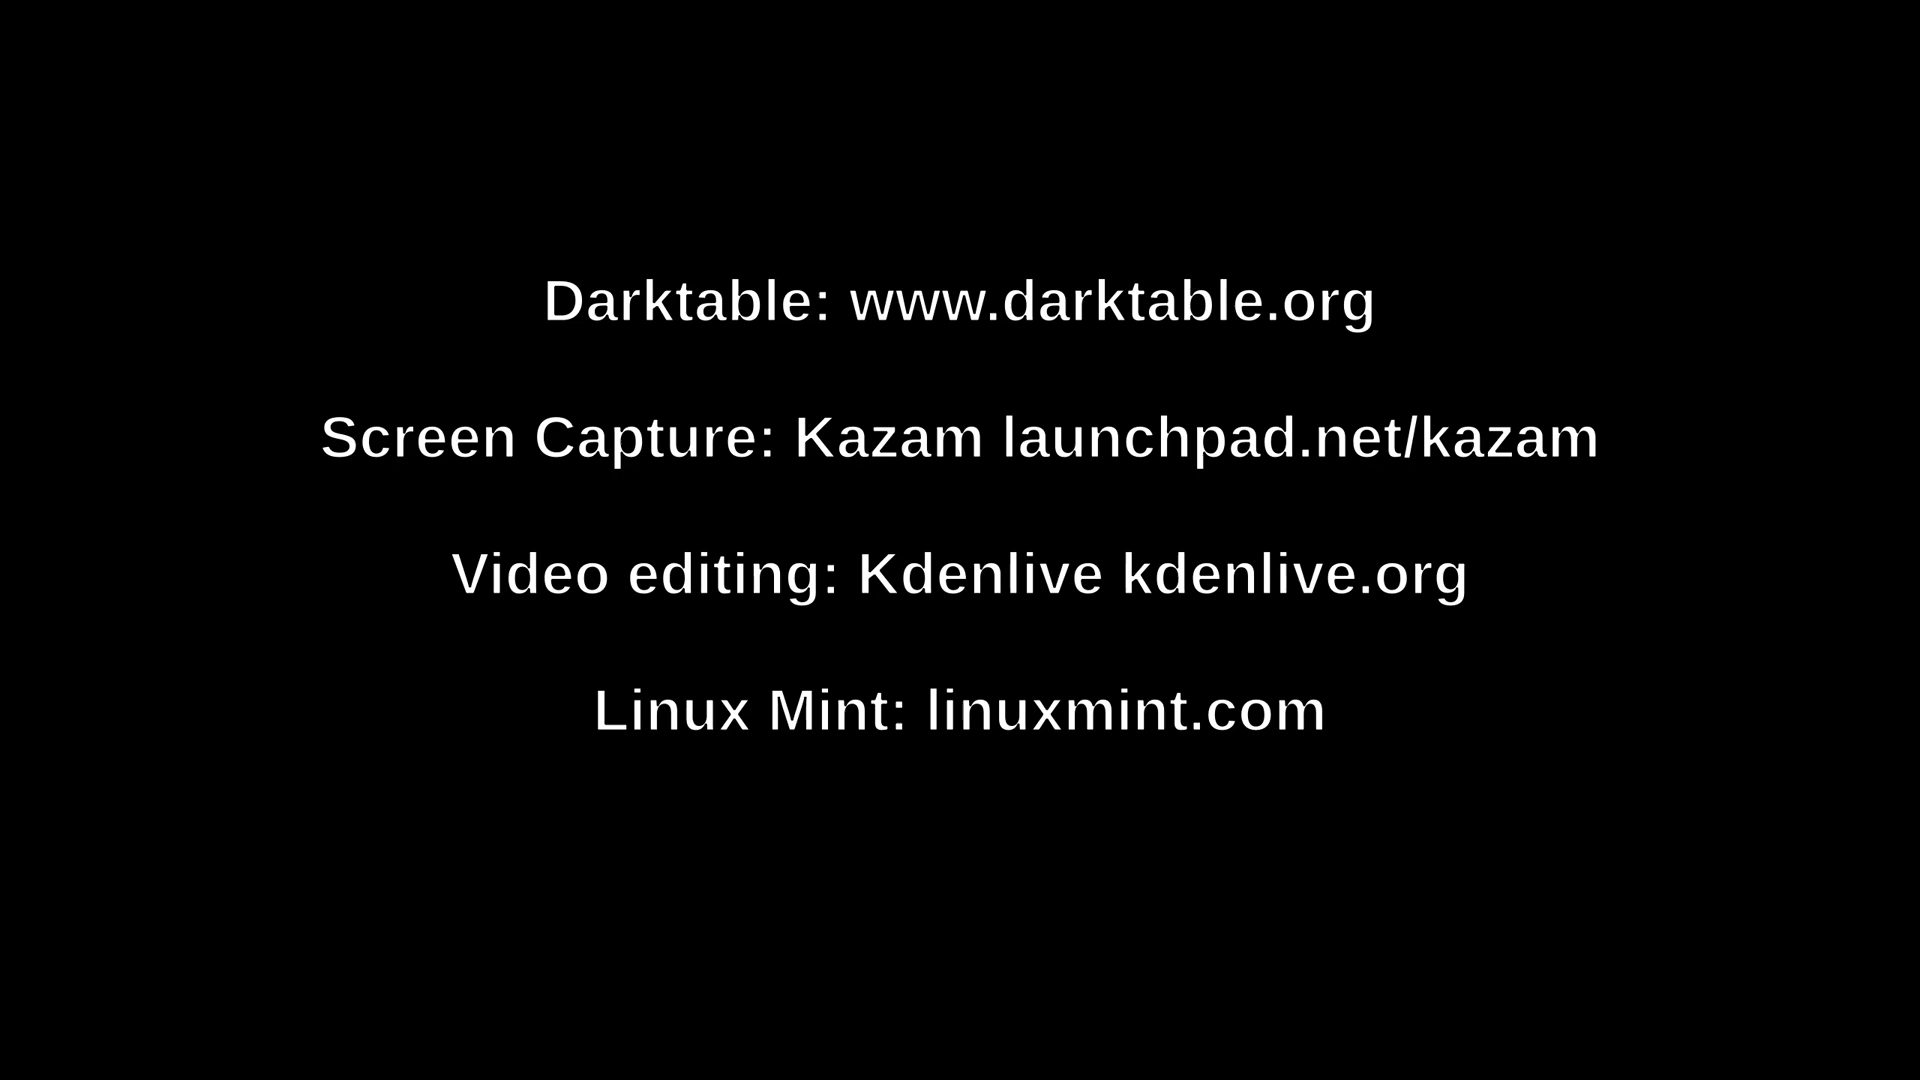 Darktable: www.darktable.org
Screen Capture: Kazam launchpad.net/kazam
Video editing: Kdenlive kdenlive.org
Linux Mint: linuxmint.com